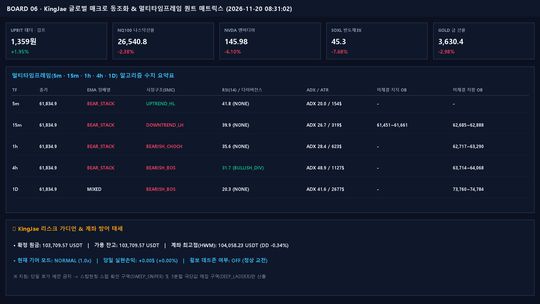 BOARD 06 · KingJae 글로벌 매크로 동조화 & 멀티타임프레임 퀀트 매트릭스 (2026-11-20 08:31:02)
UPBIT 테더 · 김프 NQ100 나스닥선물 NVDA 엔비디아 SOXL 반도체3X GOLD 금 선물
1,359원 26,540.8 145.98 45.3 3,630.4
+1.95% -2.38% -4.10% -7.68% -2.98%
멀티타임프레임(5m · 15m · 1h · 4h · 1D) 알고리즘 수치 요약표
TF 종가 EMA 정배열 시장구조(SMC) RSI(14) / 다이버전스 ADX / ATR 미체결 지지 OB 미체결 저항 OB
5m 61,834.9 BEAR_STACK UPTREND_HL 41.8 (NONE) ADX 20.0 / 154$ - -
15m 61,834.9 BEAR_STACK DOWNTREND_LH 39.9 (NONE) ADX 26.7 / 319$ 61,451~61,661 62,685~62,888
1h 61,834.9 BEAR_STACK BEARISH_CHOCH 35.6 (NONE) ADX 28.4 / 623$ - 62,717~63,290
4h 61,834.9 BEAR_STACK BEARISH_BOS 31.7 (BULLISH_DIV) ADX 48.9 / 1127$ - 63,714~64,068
1D 61,834.9 MIXED BEARISH_BOS 20.3 (NONE) ADX 41.6 / 2677$ - 73,760~74,784
KingJae 리스크 가디언 & 계좌 방어 태세
• 확정 원금: 103,709.57 USDT | 가용 잔고: 103,709.57 USDT | 계좌 최고점(HWM): 104,058.23 USDT (DD -0.34%)
• 현재 기어 모드: NORMAL (1.0x) | 당일 실현손익: +0.00$ (+0.00%) | 킬보 데드존 여부: OFF (정상 교전)